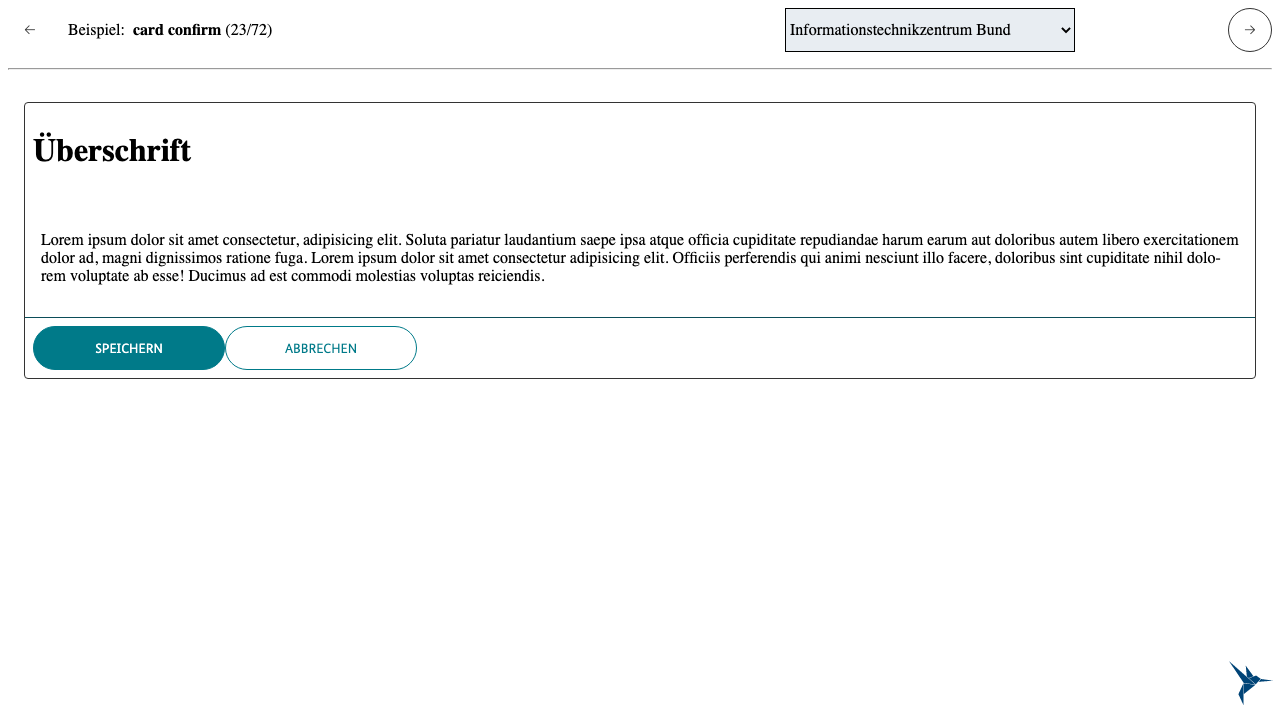 Beispiel: card confirm (23/72)
Informationstechnikzentrum Bund
Überschrift
Lorem ipsum dolor sit amet consectetur, adipisicing elit. Soluta pariatur laudantium saepe ipsa atque officia cupiditate repudiandae harum earum aut doloribus autem libero exercitationem
dolor ad, magni dignissimos ratione fuga. Lorem ipsum dolor sit amet consectetur adipisicing elit. Officiis perferendis qui animi nesciunt illo facere, doloribus sint cupiditate nihil dolo-
rem voluptate ab esse! Ducimus ad est commodi molestias voluptas reiciendis.
SPEICHERN
ABBRECHEN